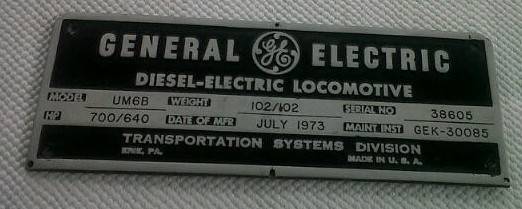 GENERAL GE ELECTRIC
DIESEL-ELECTRIC LOCOMOTIVE
MODEL UM6B WEIGHT 102/102 SERIAL NO 38605
HP 700/640 DATE OF MFR JULY 1973 MAINT INST GEK-30085
TRANSPORTATION SYSTEMS DIVISION
ERIE, PA. MADE IN U.S.A.